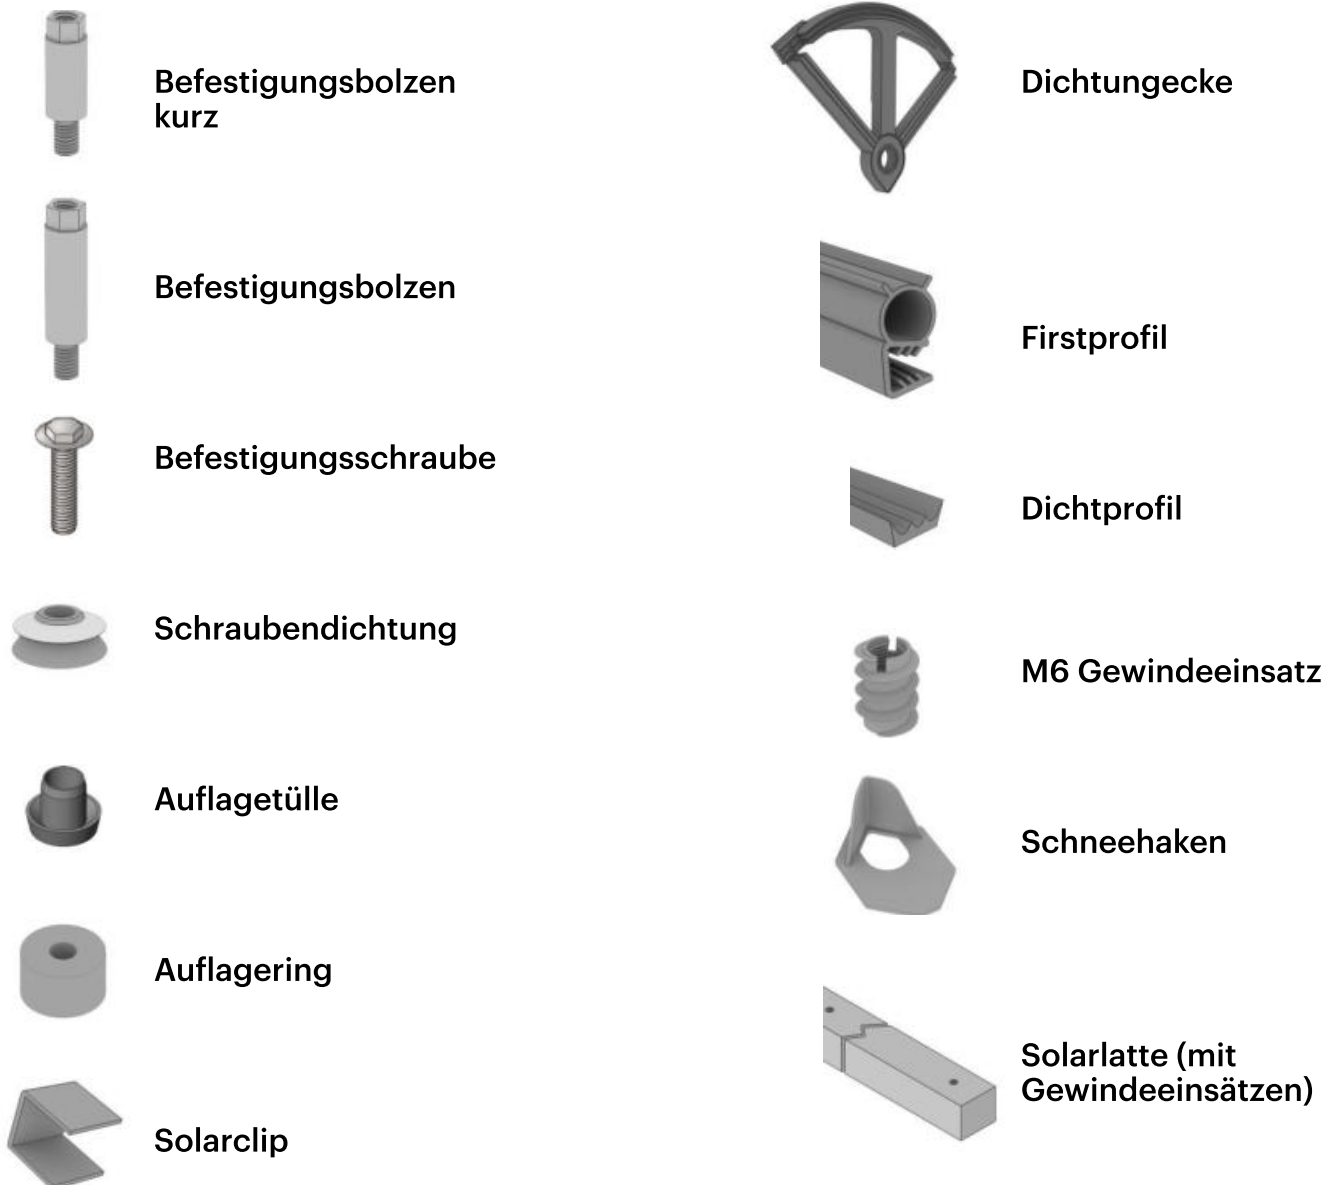 Befestigungsbolzen
kurz
Befestigungsbolzen
Befestigungsschraube
Schraubendichtung
Auflagetülle
Auflagering
Solarclip
Dichtungecke
Firstprofil
Dichtprofil
M6 Gewindeeinsatz
Schneehaken
Solarlatte (mit
Gewindeeinsätzen)